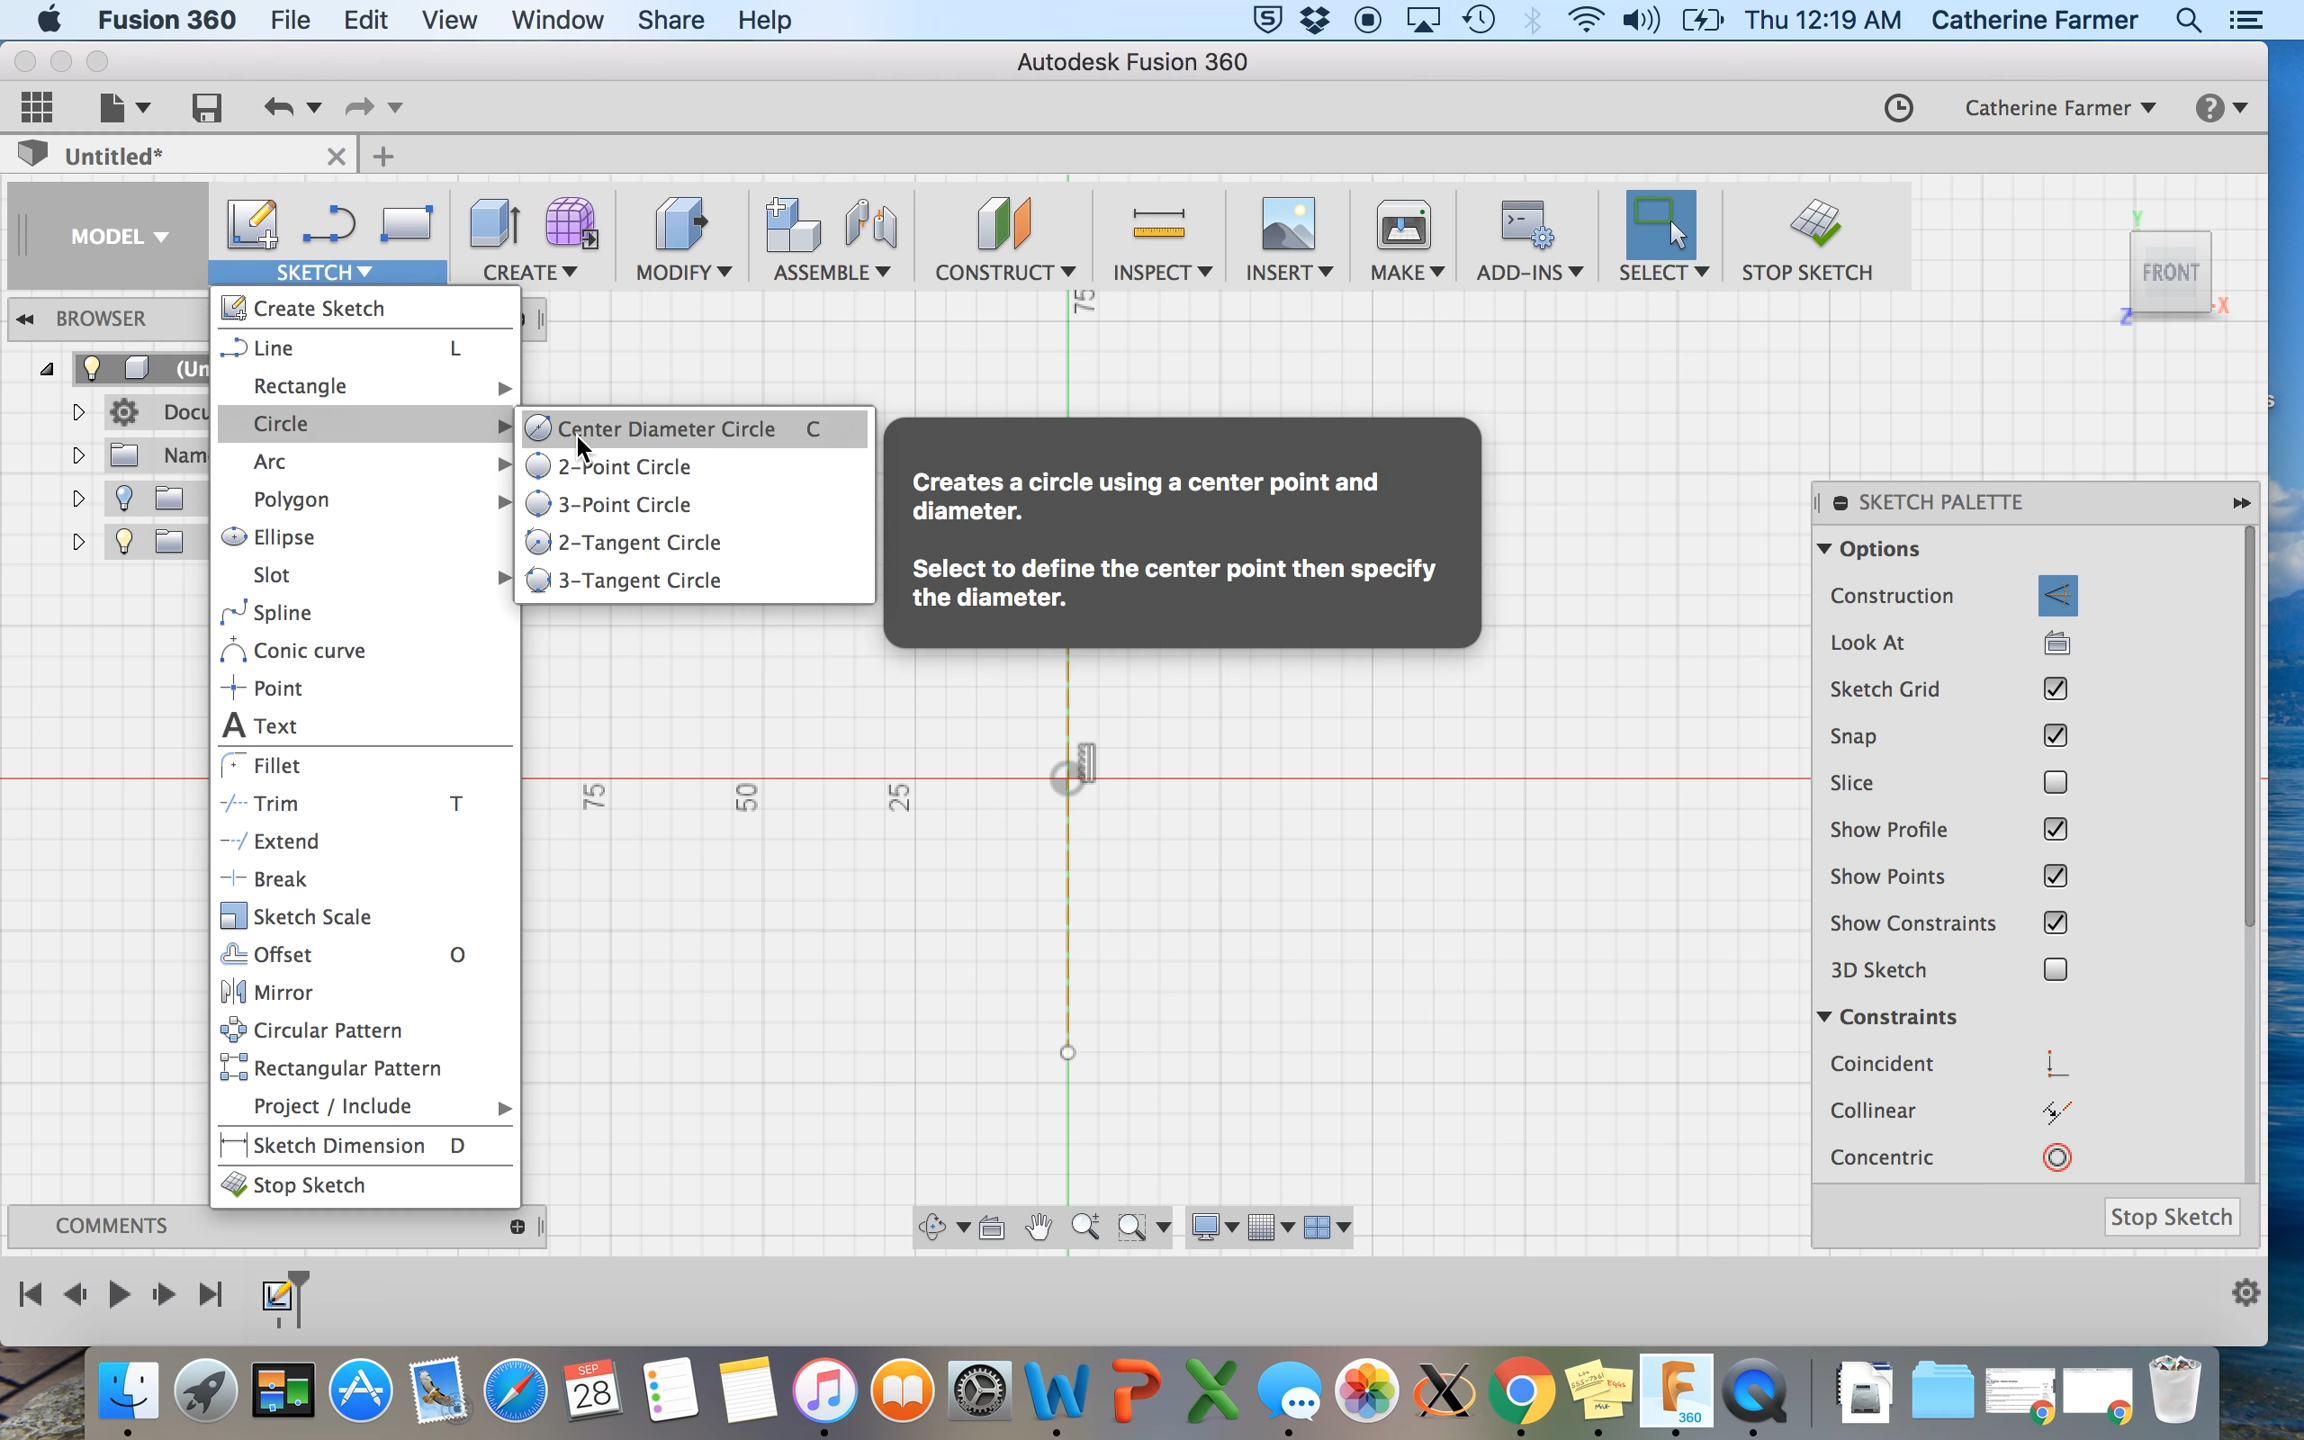 Fusion 360 File Edit View Window Share Help Thu 12:19 AM Catherine Farmer
Autodesk Fusion 360
Catherine Farmer ?
Untitled*
MODEL
SKETCH CREATE MODIFY ASSEMBLE CONSTRUCT INSPECT INSERT MAKE ADD-INS SELECT STOP SKETCH
Y
FRONT
X
Z
BROWSER
(Un
Docu
Nam
Create Sketch
Line L
Rectangle
Circle
Arc
Polygon
Ellipse
Slot
Spline
Conic curve
Point
Text
Fillet
Trim T
Extend
Break
Sketch Scale
Offset O
Mirror
Circular Pattern
Rectangular Pattern
Project / Include
Sketch Dimension D
Stop Sketch
Center Diameter Circle C
2-Point Circle
3-Point Circle
2-Tangent Circle
3-Tangent Circle
Creates a circle using a center point and
diameter.
Select to define the center point then specify
the diameter.
75
75
50
25
SKETCH PALETTE
Options
Construction
Look At
Sketch Grid
Snap
Slice
Show Profile
Show Points
Show Constraints
3D Sketch
Constraints
Coincident
Collinear
Concentric
Stop Sketch
COMMENTS
SEP
28
360